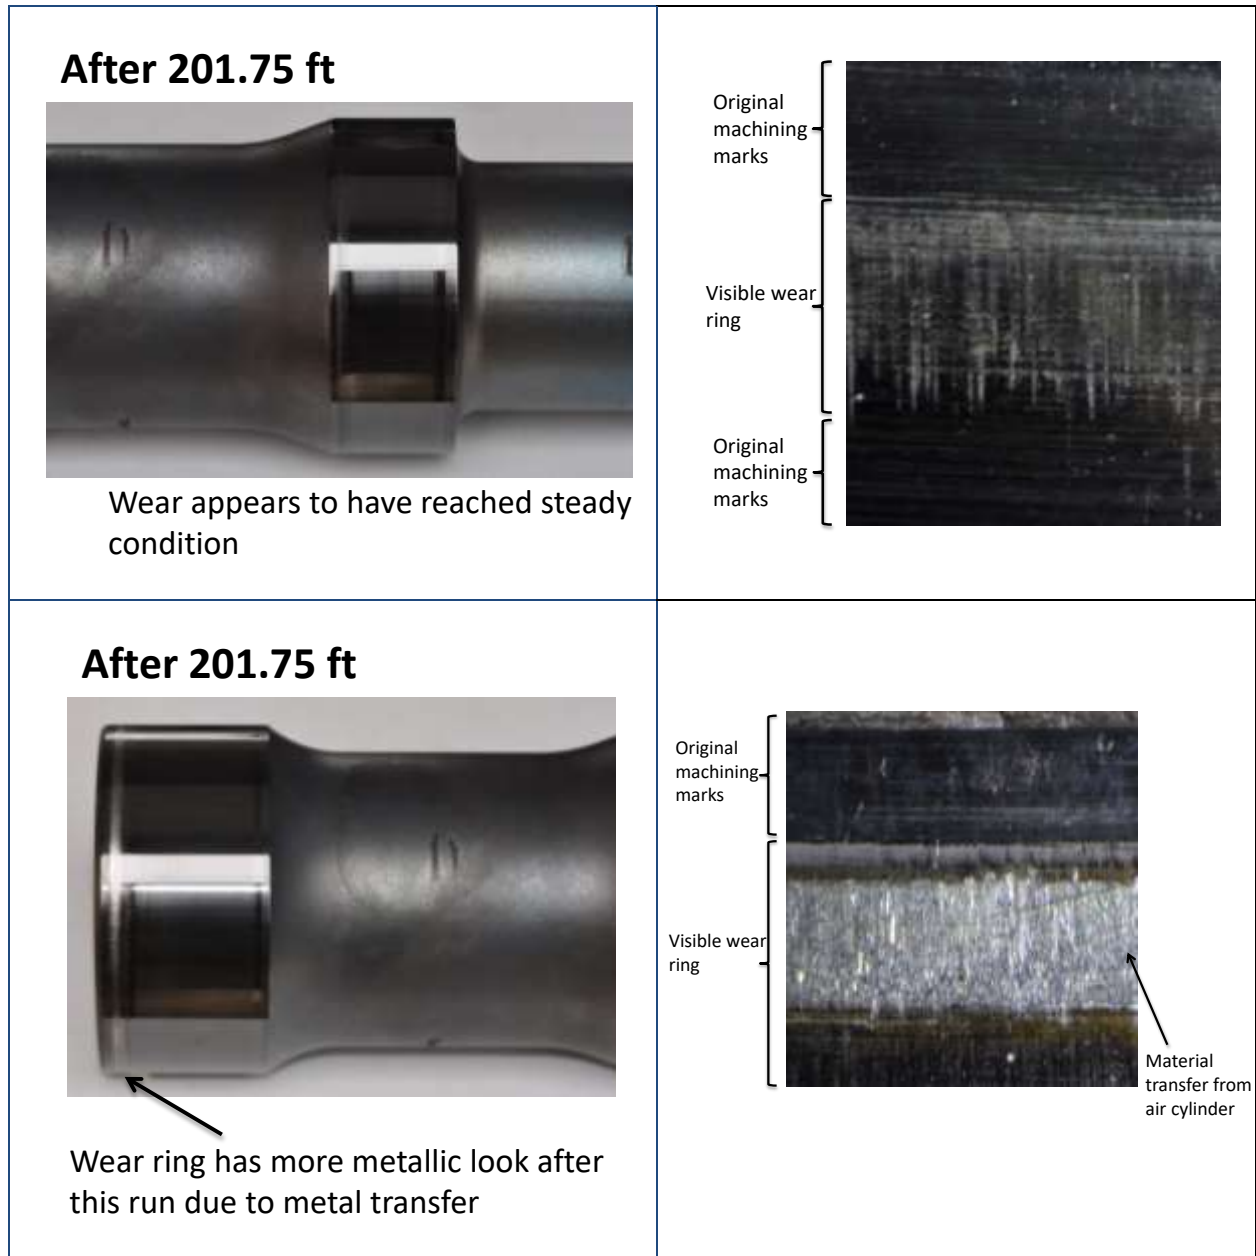 After 201.75 ft
Wear appears to have reached steady
condition
Original
machining
marks
Visible wear
ring
Original
machining
marks
After 201.75 ft
Wear ring has more metallic look after
this run due to metal transfer
Original
machining
marks
Visible wear
ring
Material
transfer from
air cylinder